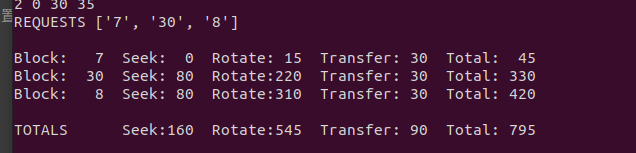 2 0 30 35
REQUESTS ['7', '30', '8']
Block:   7  Seek:  0  Rotate: 15  Transfer: 30  Total:  45
Block:  30  Seek: 80  Rotate:220  Transfer: 30  Total: 330
Block:   8  Seek: 80  Rotate:310  Transfer: 30  Total: 420
TOTALS      Seek:160  Rotate:545  Transfer: 90  Total: 795